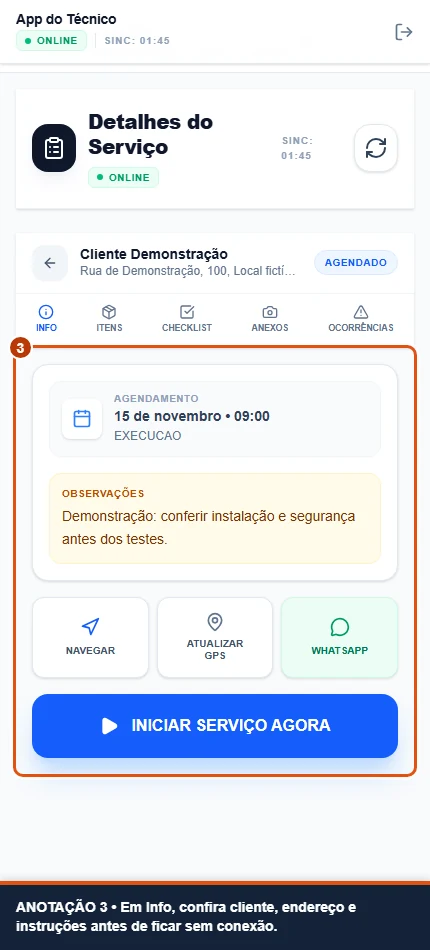 App do Técnico
ONLINE
SINC: 01:45
Detalhes do
Serviço
ONLINE
SINC:
01:45
Cliente Demonstração
Rua de Demonstração, 100, Local fictí...
AGENDADO
INFO
ITENS
CHECKLIST
ANEXOS
OCORRÊNCIAS
3
AGENDAMENTO
15 de novembro • 09:00
EXECUCAO
OBSERVAÇÕES
Demonstração: conferir instalação e segurança
antes dos testes.
NAVEGAR
ATUALIZAR
GPS
WHATSAPP
INICIAR SERVIÇO AGORA
ANOTAÇÃO 3 • Em Info, confira cliente, endereço e
instruções antes de ficar sem conexão.